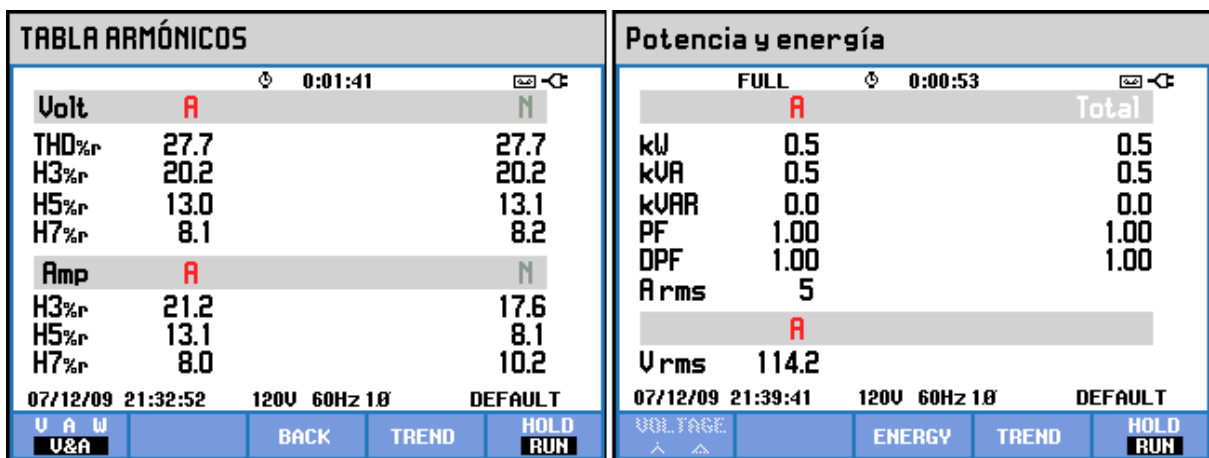 TABLA ARMÓNICOS
0:01:41
Volt A N
THD%r 27.7 27.7
H3%r 20.2 20.2
H5%r 13.0 13.1
H7%r 8.1 8.2
Amp A N
H3%r 21.2 17.6
H5%r 13.1 8.1
H7%r 8.0 10.2
07/12/09 21:32:52 120V 60Hz 1Ø DEFAULT
V A W
V&A
BACK
TREND
HOLD
RUN
Potencia y energía
FULL 0:00:53
A Total
kW 0.5 0.5
kVA 0.5 0.5
kVAR 0.0 0.0
PF 1.00 1.00
DPF 1.00 1.00
A rms 5
A
V rms 114.2
07/12/09 21:39:41 120V 60Hz 1Ø DEFAULT
VOLTAGE
ENERGY
TREND
HOLD
RUN